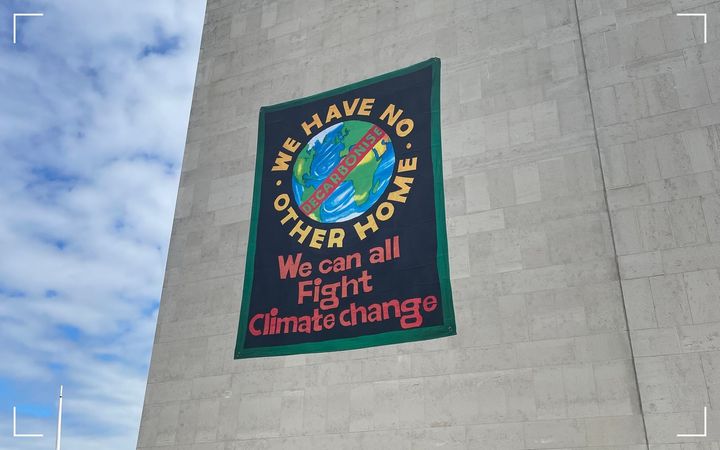 WE HAVE NO
OTHER HOME
DECARBONISE
We can all
Fight
Climate change